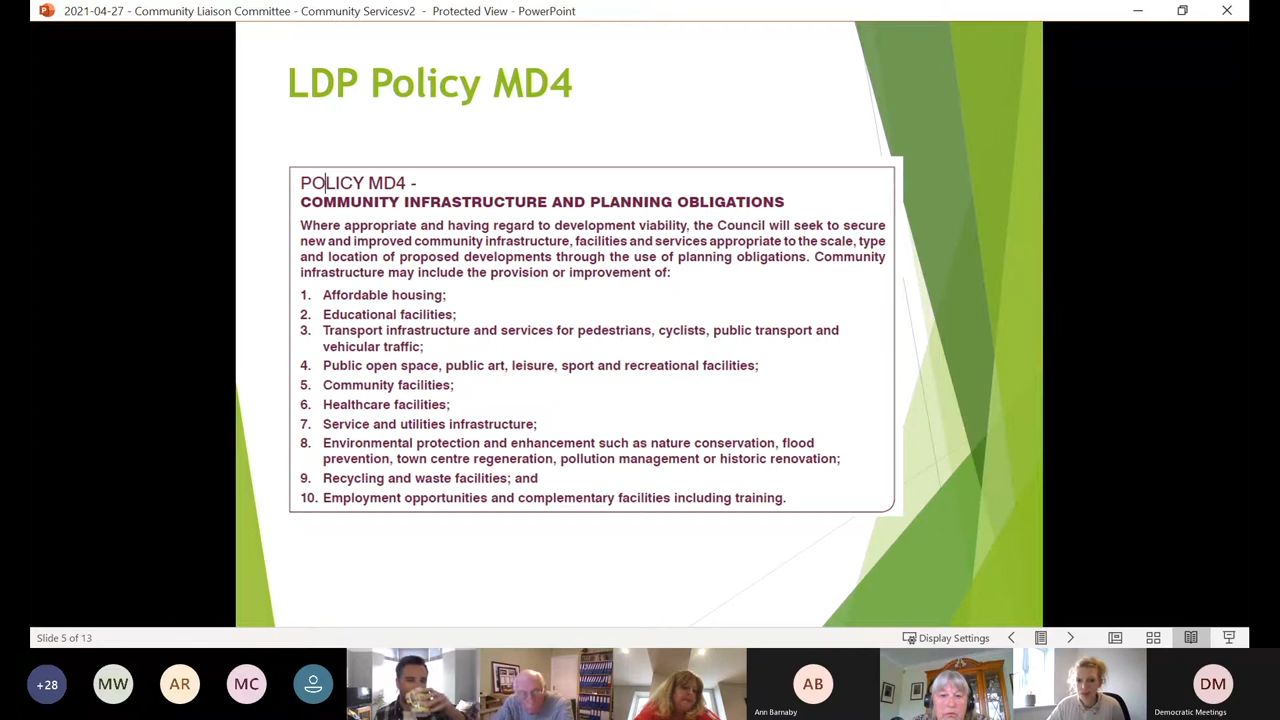 2021-04-27 - Community Liaison Committee - Community Servicesv2 - Protected View - PowerPoint
LDP Policy MD4
POLICY MD4 -
COMMUNITY INFRASTRUCTURE AND PLANNING OBLIGATIONS
Where appropriate and having regard to development viability, the Council will seek to secure
new and improved community infrastructure, facilities and services appropriate to the scale, type
and location of proposed developments through the use of planning obligations. Community
infrastructure may include the provision or improvement of:
1. Affordable housing;
2. Educational facilities;
3. Transport infrastructure and services for pedestrians, cyclists, public transport and
vehicular traffic;
4. Public open space, public art, leisure, sport and recreational facilities;
5. Community facilities;
6. Healthcare facilities;
7. Service and utilities infrastructure;
8. Environmental protection and enhancement such as nature conservation, flood
prevention, town centre regeneration, pollution management or historic renovation;
9. Recycling and waste facilities; and
10. Employment opportunities and complementary facilities including training.
Slide 5 of 13
Display Settings
+28
MW
AR
MC
AB
Ann Barnaby
DM
Democratic Meetings